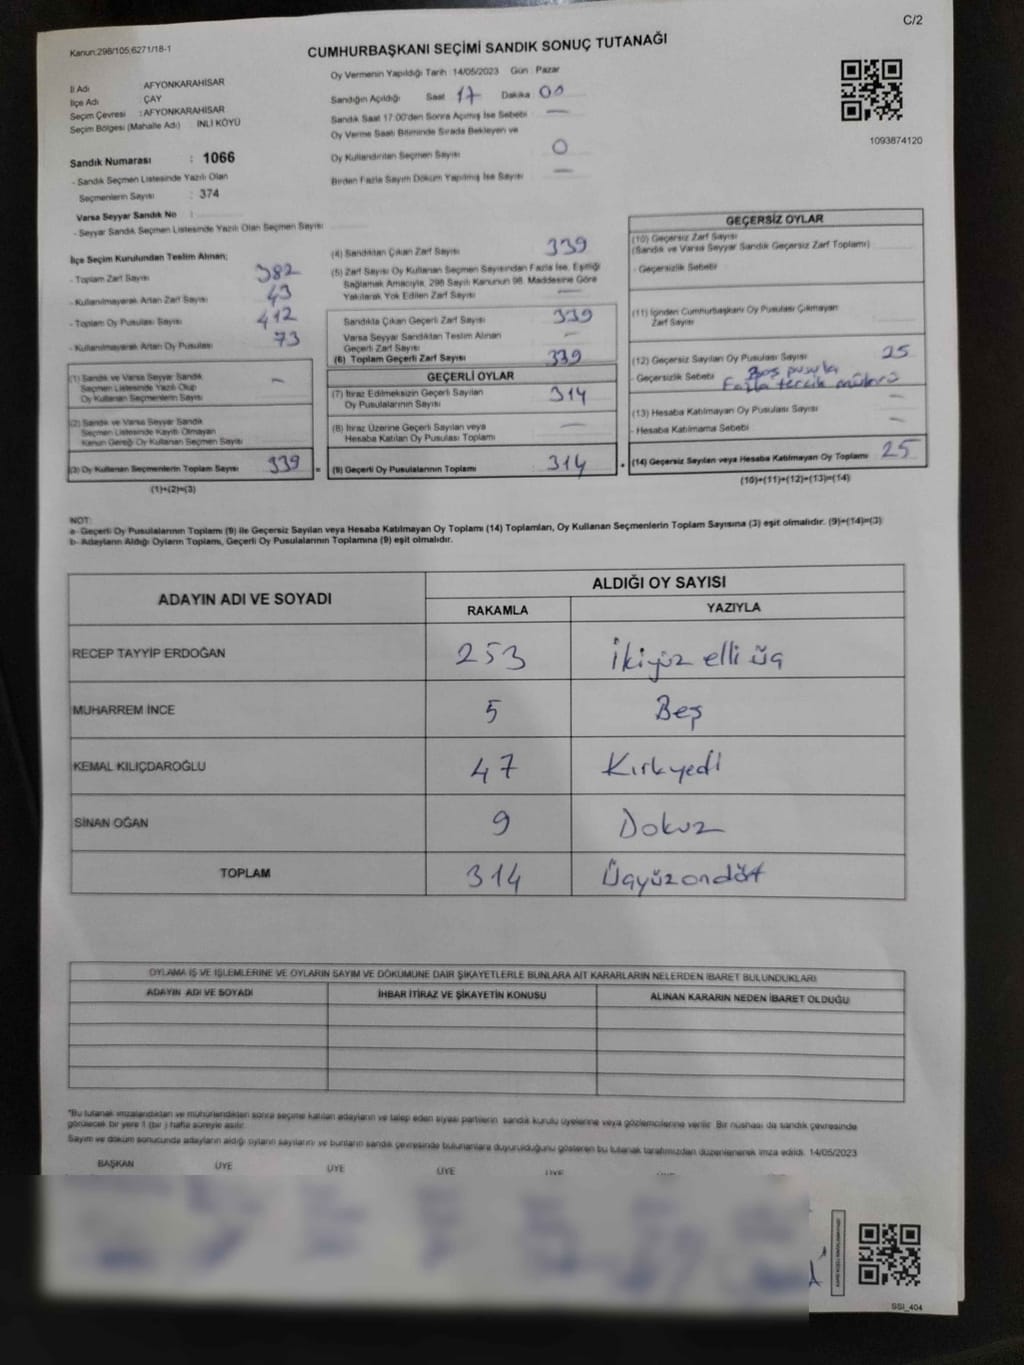 C/2
Kanun:298/105;6271/18-1
CUMHURBAŞKANI SEÇİMİ SANDIK SONUÇ TUTANAĞI
1093874120
İl Adı : AFYONKARAHİSAR
İlçe Adı : ÇAY
Seçim Çevresi : AFYONKARAHİSAR
Seçim Bölgesi (Mahalle Adı) : İNLİ KÖYÜ
Sandık Numarası : 1066
- Sandık Seçmen Listesinde Yazılı Olan
Seçmenlerin Sayısı : 374
Varsa Seyyar Sandık No :
- Seyyar Sandık Seçmen Listesinde Yazılı Olan Seçmen Sayısı :
Oy Vermenin Yapıldığı Tarih : 14/05/2023 Gün : Pazar
Sandığın Açıldığı Saat 17 Dakika 00
Sandık Saat 17.00'den Sonra Açımış İse Sebebi —
Oy Verme Saati Bitiminde Sırada Bekleyen ve
Oy Kullandırılan Seçmen Sayısı 0
Birden Fazla Sayım Döküm Yapılmış İse Sayısı —
İlçe Seçim Kurulundan Teslim Alınan;
- Toplam Zarf Sayısı 382
- Kullanılmayarak Artan Zarf Sayısı 43
- Toplam Oy Pusulası Sayısı 412
- Kullanılmayarak Artan Oy Pusulası 73
(1) Sandık ve Varsa Seyyar Sandık
Seçmen Listesinde Yazılı Olup
Oy Kullanan Seçmenlerin Sayısı —
(2) Sandık ve Varsa Seyyar Sandık
Seçmen Listesinde Kayıtlı Olmayan
Kanun Gereği Oy Kullanan Seçmen Sayısı
(3) Oy Kullanan Seçmenlerin Toplam Sayısı 339 =
(1)+(2)=(3)
(4) Sandıktan Çıkan Zarf Sayısı 339
(5) Zarf Sayısı Oy Kullanan Seçmen Sayısından Fazla İse, Eşitliği
Sağlamak Amacıyla, 298 Sayılı Kanunun 98. Maddesine Göre
Yakılarak Yok Edilen Zarf Sayısı —
Sandıkta Çıkan Geçerli Zarf Sayısı 339
Varsa Seyyar Sandıktan Teslim Alınan
Geçerli Zarf Sayısı —
(6) Toplam Geçerli Zarf Sayısı 339
GEÇERLİ OYLAR
(7) İtiraz Edilmeksizin Geçerli Sayılan
Oy Pusulalarının Sayısı 314
(8) İtiraz Üzerine Geçerli Sayılan veya
Hesaba Katılan Oy Pusulası Toplamı —
(9) Geçerli Oy Pusulalarının Toplamı 314 +
GEÇERSİZ OYLAR
(10) Geçersiz Zarf Sayısı
(Sandık ve Varsa Seyyar Sandık Geçersiz Zarf Toplamı)
- Geçersizlik Sebebi
(11) İçinden Cumhurbaşkanı Oy Pusulası Çıkmayan
Zarf Sayısı
(12) Geçersiz Sayılan Oy Pusulası Sayısı 25
- Geçersizlik Sebebi Boş pusula
Fazla tercih mührü
(13) Hesaba Katılmayan Oy Pusulası Sayısı —
- Hesaba Katılmama Sebebi —
(14) Geçersiz Sayılan veya Hesaba Katılmayan Oy Toplamı 25
(10)+(11)+(12)+(13)=(14)
NOT:
a- Geçerli Oy Pusulalarının Toplamı (9) ile Geçersiz Sayılan veya Hesaba Katılmayan Oy Toplamı (14) Toplamları, Oy Kullanan Seçmenlerin Toplam Sayısına (3) eşit olmalıdır. (9)+(14)=(3)
b- Adayların Aldığı Oyların Toplamı, Geçerli Oy Pusulalarının Toplamına (9) eşit olmalıdır.
ADAYIN ADI VE SOYADI ALDIĞI OY SAYISI
RAKAMLA YAZIYLA
RECEP TAYYİP ERDOĞAN 253 İkiyüz elli üç
MUHARREM İNCE 5 Beş
KEMAL KILIÇDAROĞLU 47 Kırkyedi
SİNAN OĞAN 9 Dokuz
TOPLAM 314 Üçyüzondört
OYLAMA İŞ VE İŞLEMLERİNE VE OYLARIN SAYIM VE DÖKÜMÜNE DAİR ŞİKAYETLERLE BUNLARA AİT KARARLARIN NELERDEN İBARET BULUNDUKLARI
ADAYIN ADI VE SOYADI İHBAR İTİRAZ VE ŞİKAYETİN KONUSU ALINAN KARARIN NEDEN İBARET OLDUĞU
"Bu tutanak imzalandıktan ve mühürlendikten sonra seçime katılan adayların ve talep eden siyasi partilerin sandık kurulu üyelerine veya gözlemcilerine verilir. Bir nüshası da sandık çevresinde
görülecek bir yere 1 (bir ) hafta süreyle asılır.
Sayım ve döküm sonucunda adayların aldığı oyların sayılarını ve bunların sandık çevresinde bulunanlara duyurulduğunu gösteren bu tutanak tarafımızdan düzenlenerek imza edildi. 14/05/2023
BAŞKAN ÜYE ÜYE ÜYE ÜYE
SSİ_404